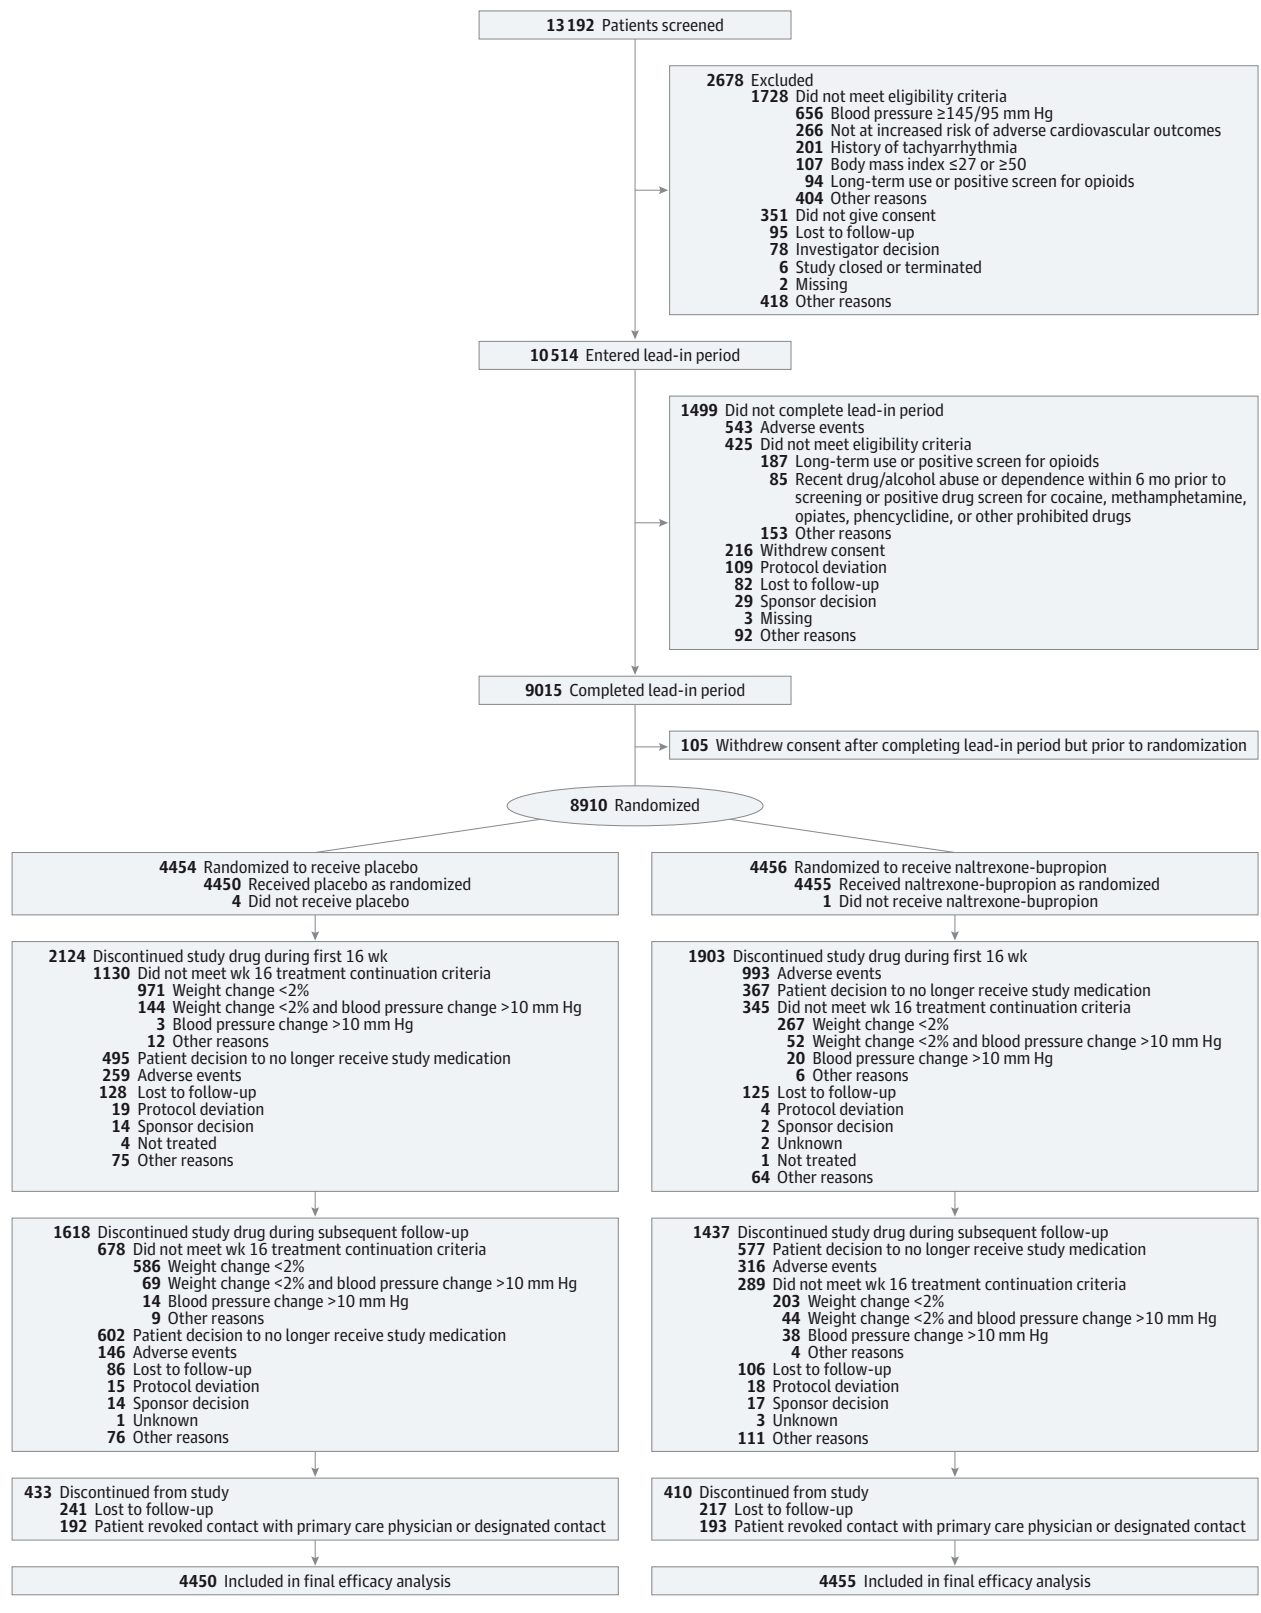 13192 Patients screened
2678 Excluded
1728 Did not meet eligibility criteria
656 Blood pressure ≥145/95 mm Hg
266 Not at increased risk of adverse cardiovascular outcomes
201 History of tachyarrhythmia
107 Body mass index ≤27 or ≥50
94 Long-term use or positive screen for opioids
404 Other reasons
351 Did not give consent
95 Lost to follow-up
78 Investigator decision
6 Study closed or terminated
2 Missing
418 Other reasons
10514 Entered lead-in period
1499 Did not complete lead-in period
543 Adverse events
425 Did not meet eligibility criteria
187 Long-term use or positive screen for opioids
85 Recent drug/alcohol abuse or dependence within 6 mo prior to
screening or positive drug screen for cocaine, methamphetamine,
opiates, phencyclidine, or other prohibited drugs
153 Other reasons
216 Withdrew consent
109 Protocol deviation
82 Lost to follow-up
29 Sponsor decision
3 Missing
92 Other reasons
9015 Completed lead-in period
105 Withdrew consent after completing lead-in period but prior to randomization
8910 Randomized
4454 Randomized to receive placebo
4450 Received placebo as randomized
4 Did not receive placebo
4456 Randomized to receive naltrexone-bupropion
4455 Received naltrexone-bupropion as randomized
1 Did not receive naltrexone-bupropion
2124 Discontinued study drug during first 16 wk
1130 Did not meet wk 16 treatment continuation criteria
971 Weight change <2%
144 Weight change <2% and blood pressure change >10 mm Hg
3 Blood pressure change >10 mm Hg
12 Other reasons
495 Patient decision to no longer receive study medication
259 Adverse events
128 Lost to follow-up
19 Protocol deviation
14 Sponsor decision
4 Not treated
75 Other reasons
1903 Discontinued study drug during first 16 wk
993 Adverse events
367 Patient decision to no longer receive study medication
345 Did not meet wk 16 treatment continuation criteria
267 Weight change <2%
52 Weight change <2% and blood pressure change >10 mm Hg
20 Blood pressure change >10 mm Hg
6 Other reasons
125 Lost to follow-up
4 Protocol deviation
2 Sponsor decision
2 Unknown
1 Not treated
64 Other reasons
1618 Discontinued study drug during subsequent follow-up
678 Did not meet wk 16 treatment continuation criteria
586 Weight change <2%
69 Weight change <2% and blood pressure change >10 mm Hg
14 Blood pressure change >10 mm Hg
9 Other reasons
602 Patient decision to no longer receive study medication
146 Adverse events
86 Lost to follow-up
15 Protocol deviation
14 Sponsor decision
1 Unknown
76 Other reasons
1437 Discontinued study drug during subsequent follow-up
577 Patient decision to no longer receive study medication
316 Adverse events
289 Did not meet wk 16 treatment continuation criteria
203 Weight change <2%
44 Weight change <2% and blood pressure change >10 mm Hg
38 Blood pressure change >10 mm Hg
4 Other reasons
106 Lost to follow-up
18 Protocol deviation
17 Sponsor decision
3 Unknown
111 Other reasons
433 Discontinued from study
241 Lost to follow-up
192 Patient revoked contact with primary care physician or designated contact
410 Discontinued from study
217 Lost to follow-up
193 Patient revoked contact with primary care physician or designated contact
4450 Included in final efficacy analysis
4455 Included in final efficacy analysis